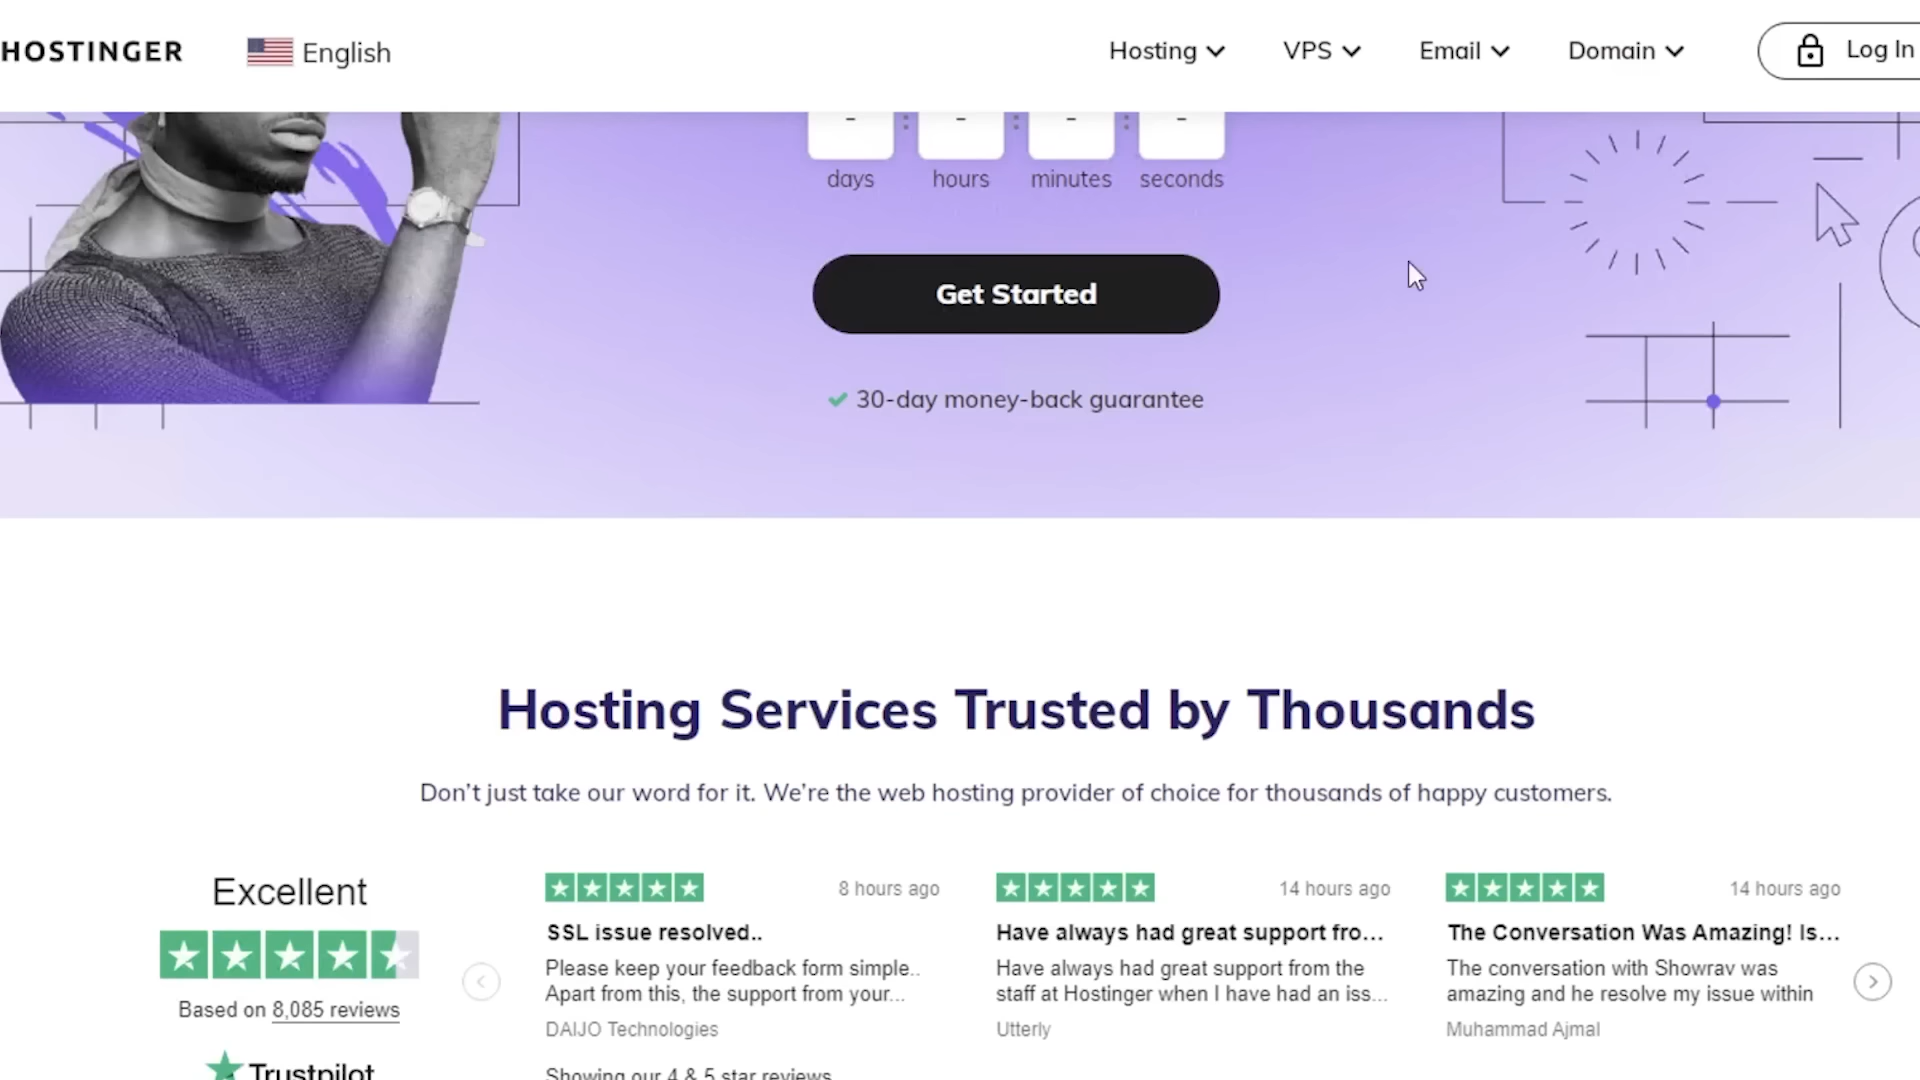 HOSTINGER
English
Hosting
VPS
Email
Domain
Log In
- : - : - : -
days hours minutes seconds
Get Started
30-day money-back guarantee
Hosting Services Trusted by Thousands
Don't just take our word for it. We're the web hosting provider of choice for thousands of happy customers.
Excellent
Based on 8,085 reviews
Trustpilot
8 hours ago
SSL issue resolved..
Please keep your feedback form simple..
Apart from this, the support from your...
DAIJO Technologies
14 hours ago
Have always had great support fro...
Have always had great support from the
staff at Hostinger when I have had an iss...
Utterly
14 hours ago
The Conversation Was Amazing! Is...
The conversation with Showrav was
amazing and he resolve my issue within
Muhammad Ajmal
Showing our 4 & 5 star reviews